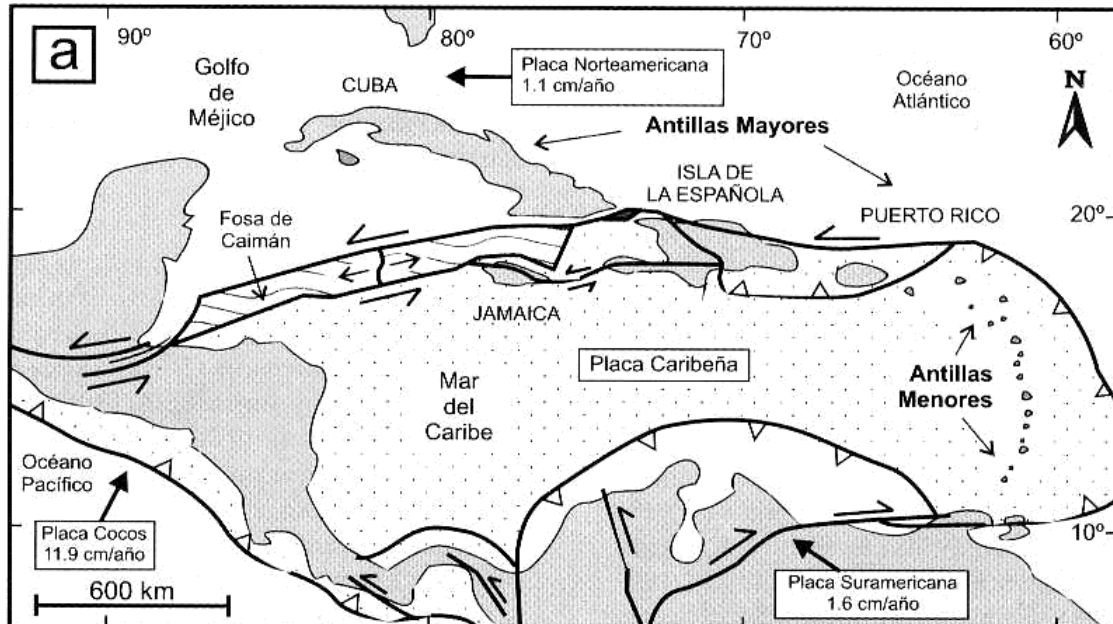 a
90º
80º
70º
60º
Golfo
de
Méjico
CUBA
Placa Norteamericana
1.1 cm/año
Océano
Atlántico
N
Antillas Mayores
ISLA DE
LA ESPAÑOLA
PUERTO RICO
20º
Fosa de
Caimán
JAMAICA
Placa Caribeña
Mar
del
Caribe
Antillas
Menores
Océano
Pacífico
Placa Cocos
11.9 cm/año
10º
Placa Suramericana
1.6 cm/año
600 km